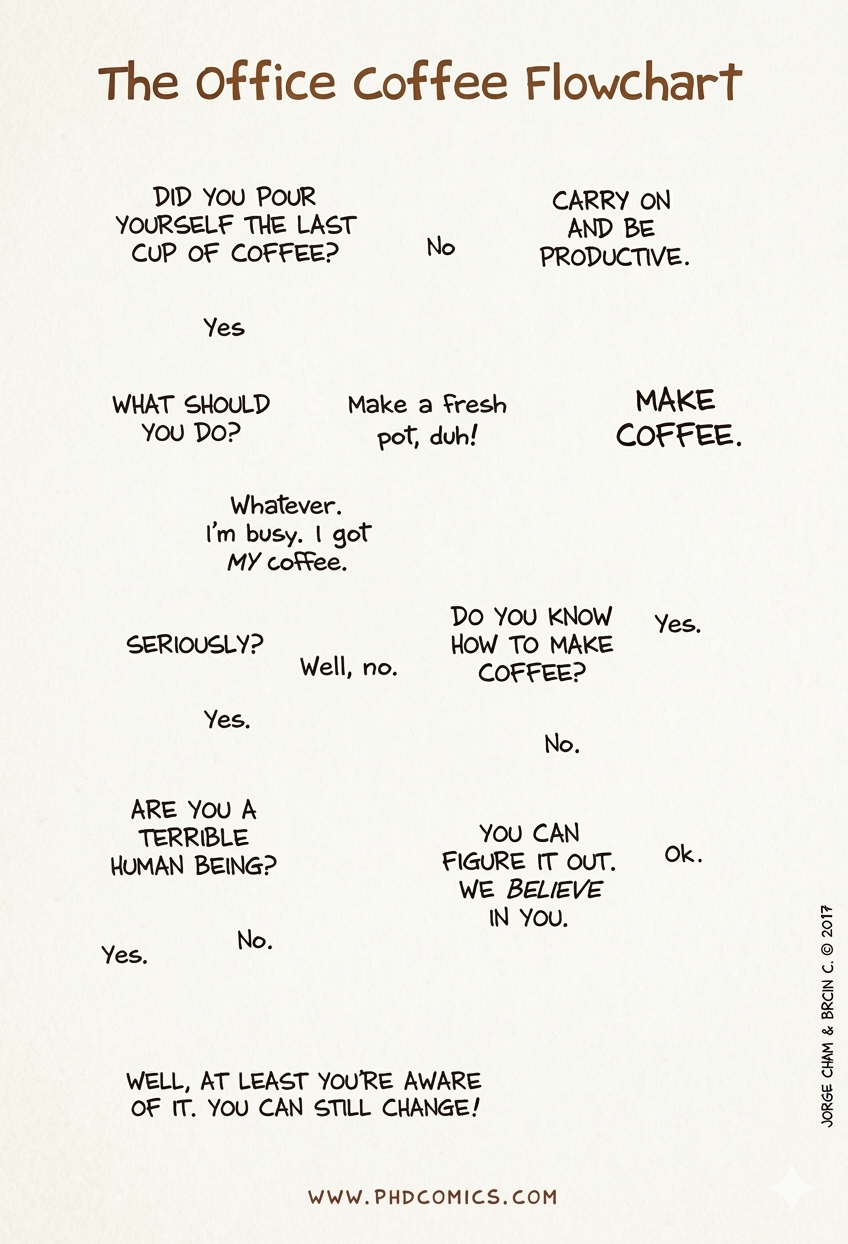 The Office Coffee Flowchart
DID YOU POUR
YOURSELF THE LAST
CUP OF COFFEE?
No
CARRY ON
AND BE
PRODUCTIVE.
Yes
WHAT SHOULD
YOU DO?
Make a fresh
pot, duh!
MAKE
COFFEE.
Whatever.
I'm busy. I got
MY coffee.
SERIOUSLY?
Well, no.
DO YOU KNOW
HOW TO MAKE
COFFEE?
Yes.
Yes.
No.
ARE YOU A
TERRIBLE
HUMAN BEING?
YOU CAN
FIGURE IT OUT.
WE BELIEVE
IN YOU.
Ok.
Yes.
No.
WELL, AT LEAST YOU'RE AWARE
OF IT. YOU CAN STILL CHANGE!
JORGE CHAM & BRCIN C. © 2017
WWW.PHDCOMICS.COM